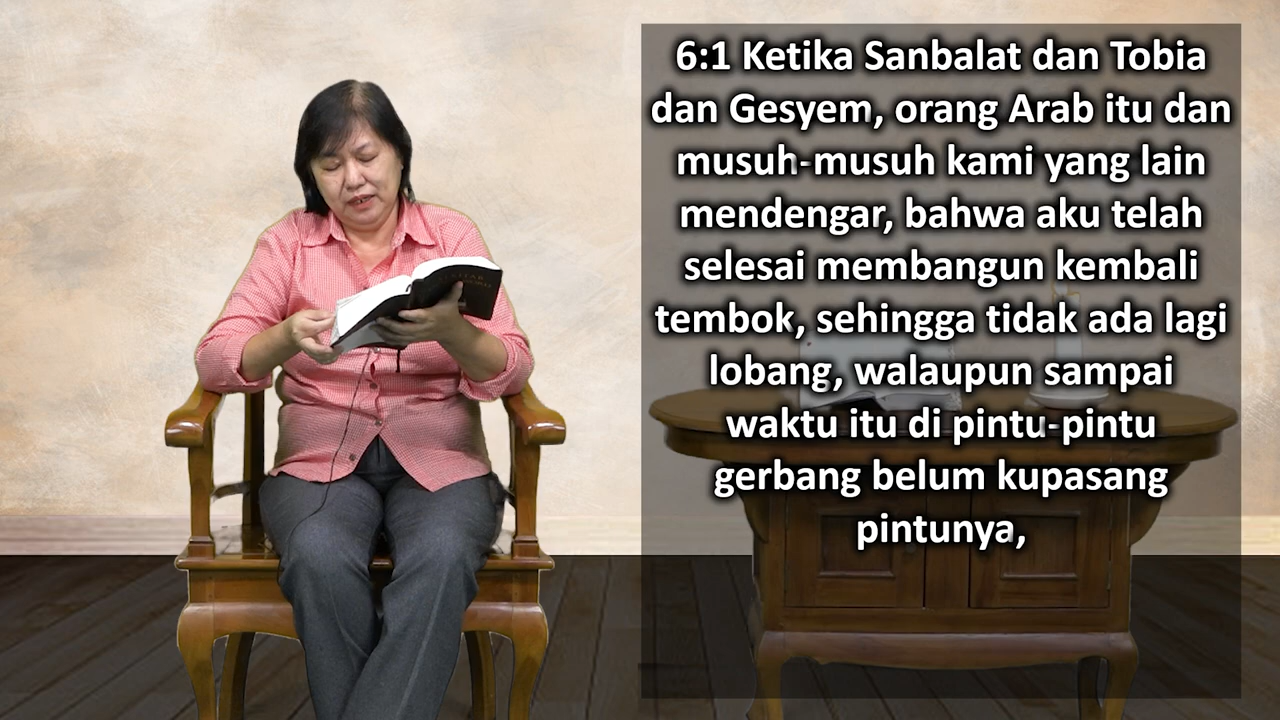 6:1 Ketika Sanbalat dan Tobia
dan Gesyem, orang Arab itu dan
musuh-musuh kami yang lain
mendengar, bahwa aku telah
selesai membangun kembali
tembok, sehingga tidak ada lagi
lobang, walaupun sampai
waktu itu di pintu-pintu
gerbang belum kupasang
pintunya,